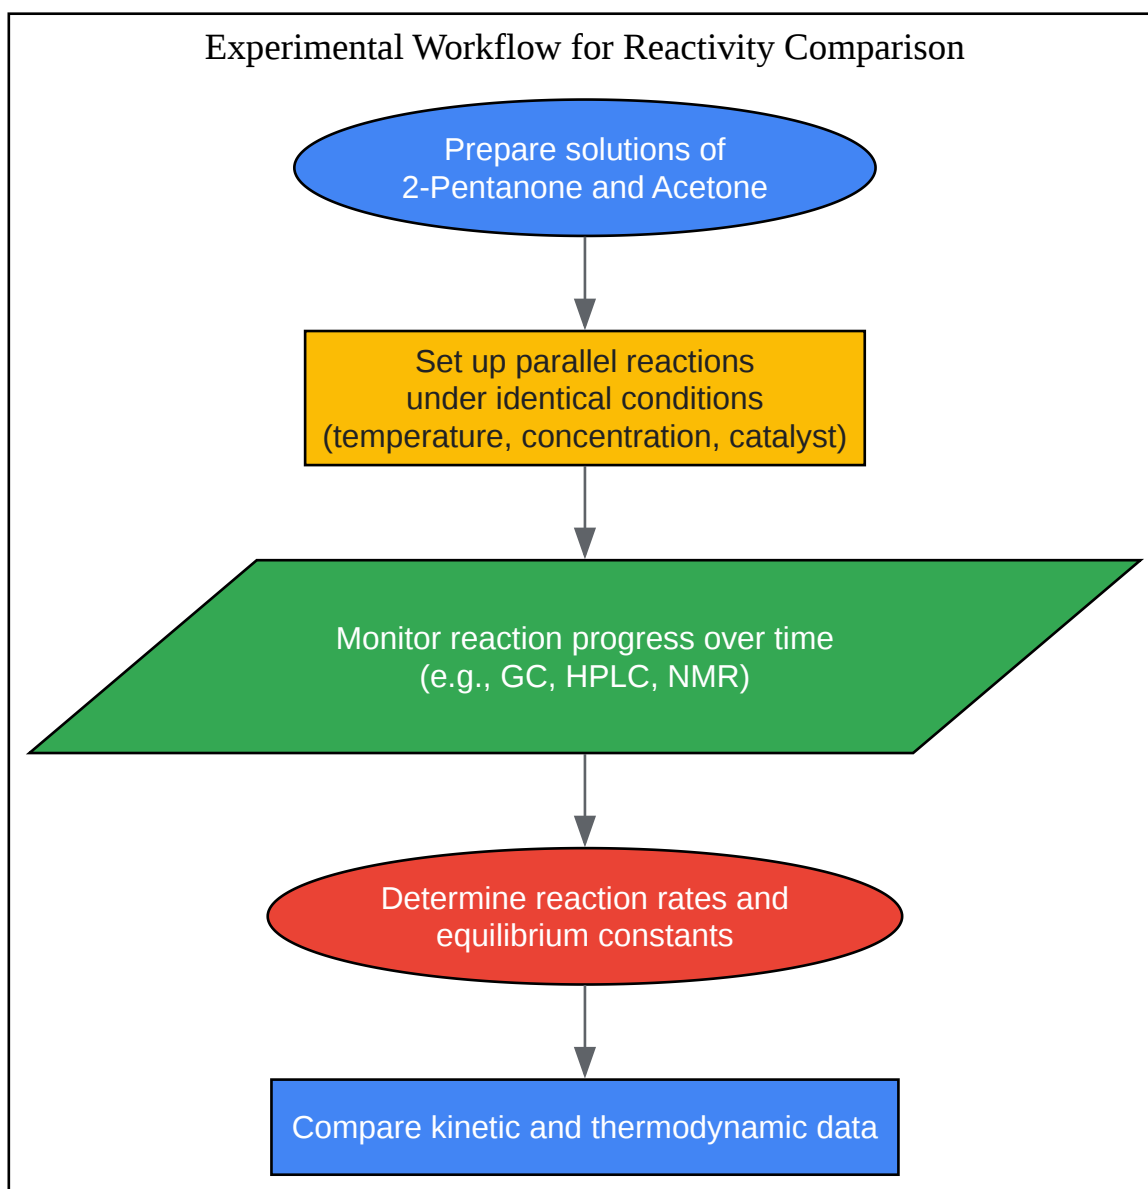 Experimental Workflow for Reactivity Comparison
Prepare solutions of
2-Pentanone and Acetone
Set up parallel reactions
under identical conditions
(temperature, concentration, catalyst)
Monitor reaction progress over time
(e.g., GC, HPLC, NMR)
Determine reaction rates and
equilibrium constants
Compare kinetic and thermodynamic data